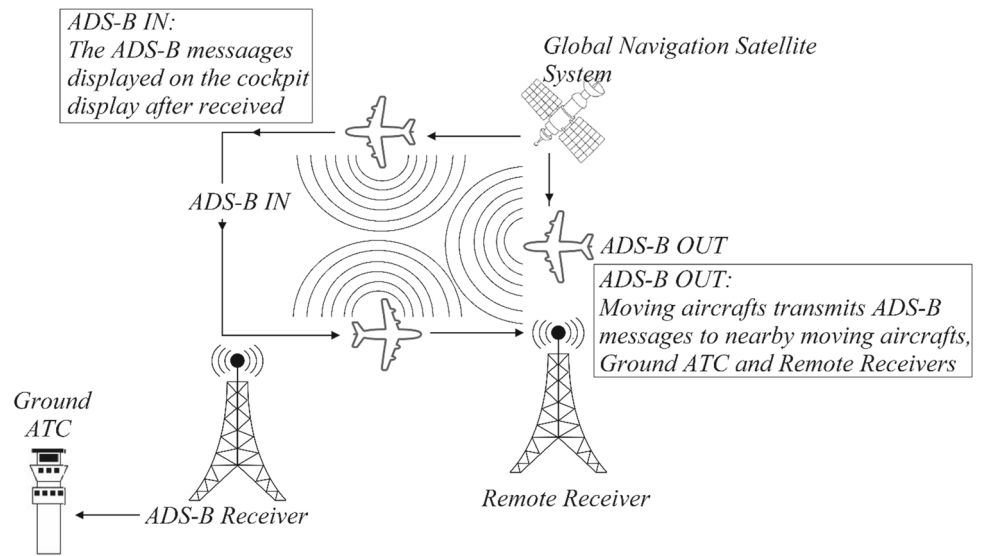 ADS-B IN:
The ADS-B messaages
displayed on the cockpit
display after received
Global Navigation Satellite
System
ADS-B IN
ADS-B OUT
ADS-B OUT:
Moving aircrafts transmits ADS-B
messages to nearby moving aircrafts,
Ground ATC and Remote Receivers
Ground
ATC
Remote Receiver
ADS-B Receiver